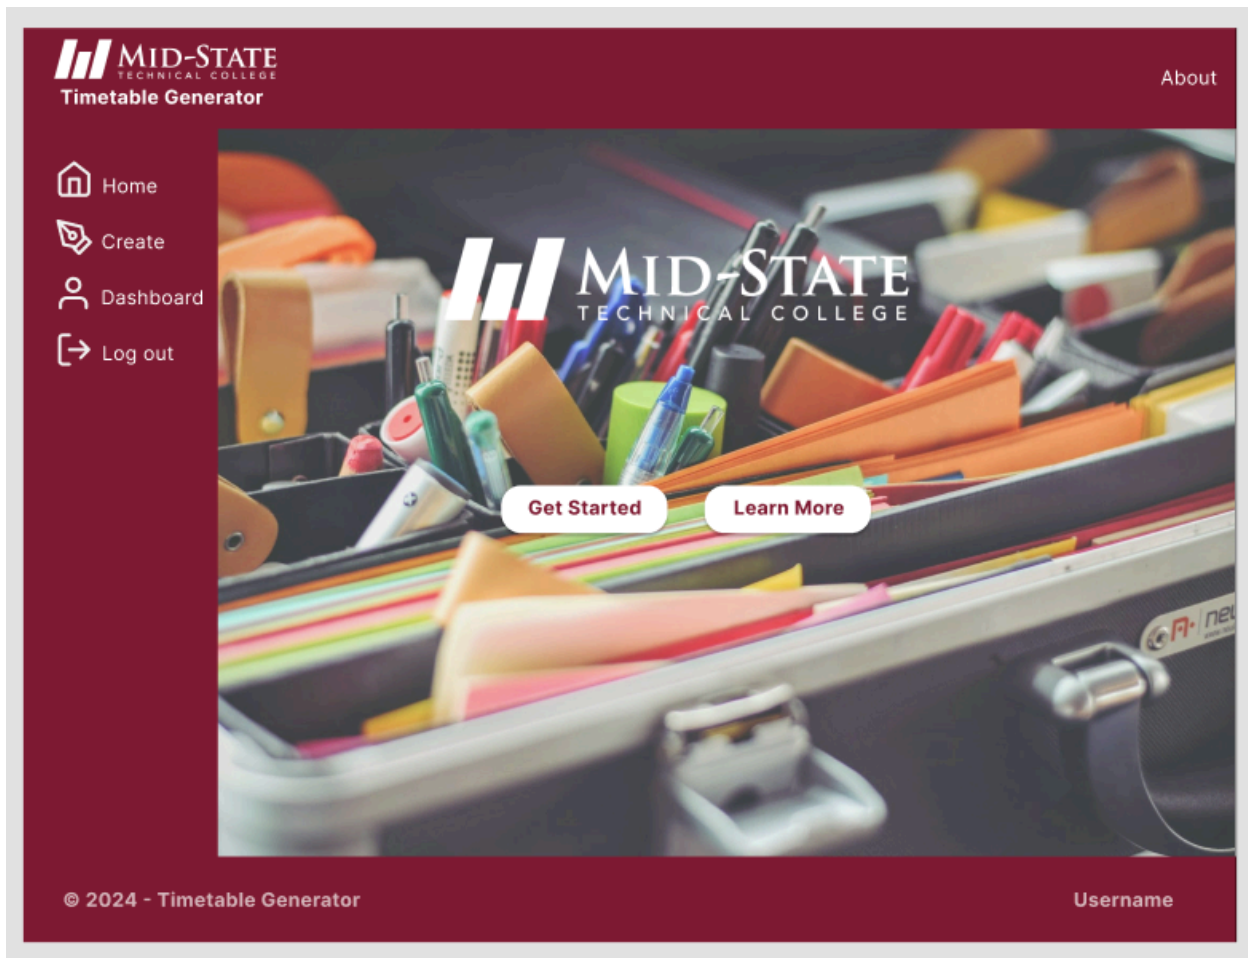 MID-STATE
TECHNICAL COLLEGE
Timetable Generator
About
Home
Create
Dashboard
Log out
MID-STATE
TECHNICAL COLLEGE
Get Started
Learn More
© 2024 - Timetable Generator
Username